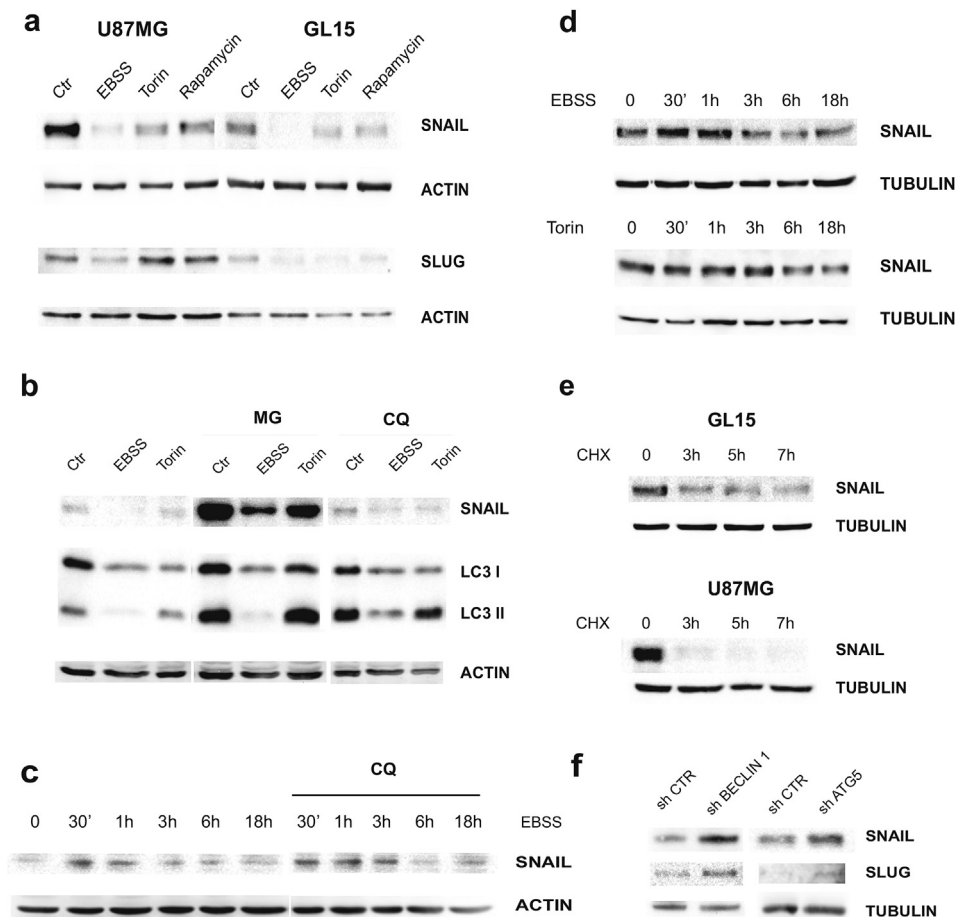 a
U87MG GL15
Ctr EBSS Torin Rapamycin Ctr EBSS Torin Rapamycin
SNAIL
ACTIN
SLUG
ACTIN
b
MG CQ
Ctr EBSS Torin Ctr EBSS Torin Ctr EBSS Torin
SNAIL
LC3 I
LC3 II
ACTIN
c
CQ
0 30' 1h 3h 6h 18h 30' 1h 3h 6h 18h EBSS
SNAIL
ACTIN
d
EBSS 0 30' 1h 3h 6h 18h
SNAIL
TUBULIN
Torin 0 30' 1h 3h 6h 18h
SNAIL
TUBULIN
e
GL15
CHX 0 3h 5h 7h
SNAIL
TUBULIN
U87MG
CHX 0 3h 5h 7h
SNAIL
TUBULIN
f
sh CTR sh BECLIN 1 sh CTR sh ATG5
SNAIL
SLUG
TUBULIN